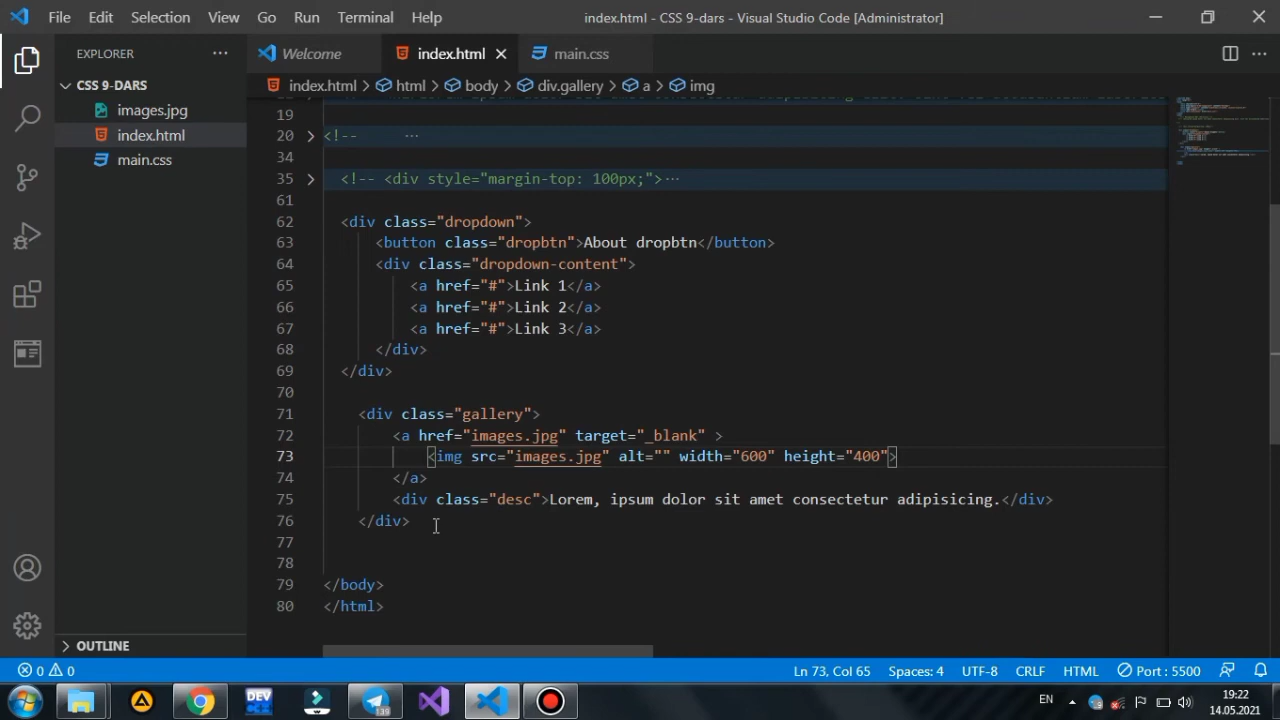 File Edit Selection View Go Run Terminal Help index.html - CSS 9-dars - Visual Studio Code [Administrator]
EXPLORER ··· Welcome index.html main.css ···
CSS 9-DARS index.html > html > body > div.gallery > a > img
images.jpg
index.html
main.css
19
20 <!-- ···
34
35 <!-- <div style="margin-top: 100px;">···
61
62 <div class="dropdown">
63 <button class="dropbtn">About dropbtn</button>
64 <div class="dropdown-content">
65 <a href="#">Link 1</a>
66 <a href="#">Link 2</a>
67 <a href="#">Link 3</a>
68 </div>
69 </div>
70
71 <div class="gallery">
72 <a href="images.jpg" target="_blank" >
73 <img src="images.jpg" alt="" width="600" height="400">
74 </a>
75 <div class="desc">Lorem, ipsum dolor sit amet consectetur adipisicing.</div>
76 </div>
77
78
79 </body>
80 </html>
OUTLINE
0 0 Ln 73, Col 65 Spaces: 4 UTF-8 CRLF HTML Port : 5500
DEV 139 EN 19:22
14.05.2021